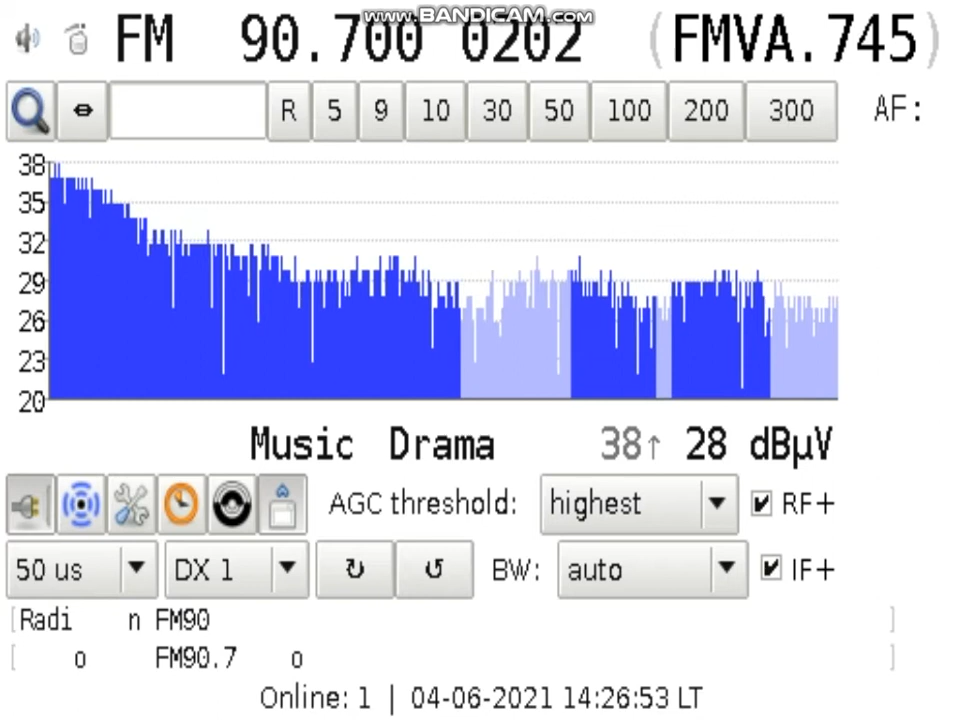 www.BANDICAM.com
FM 90.700 0202 (FMVA.745)
R 5 9 10 30 50 100 200 300 AF:
38
35
32
29
26
23
20
Music Drama 38↑ 28 dBµV
AGC threshold: highest RF+
50 us DX 1 ↻ ↺ BW: auto IF+
[Radi n FM90 ]
[ o FM90.7 o ]
Online: 1 | 04-06-2021 14:26:53 LT